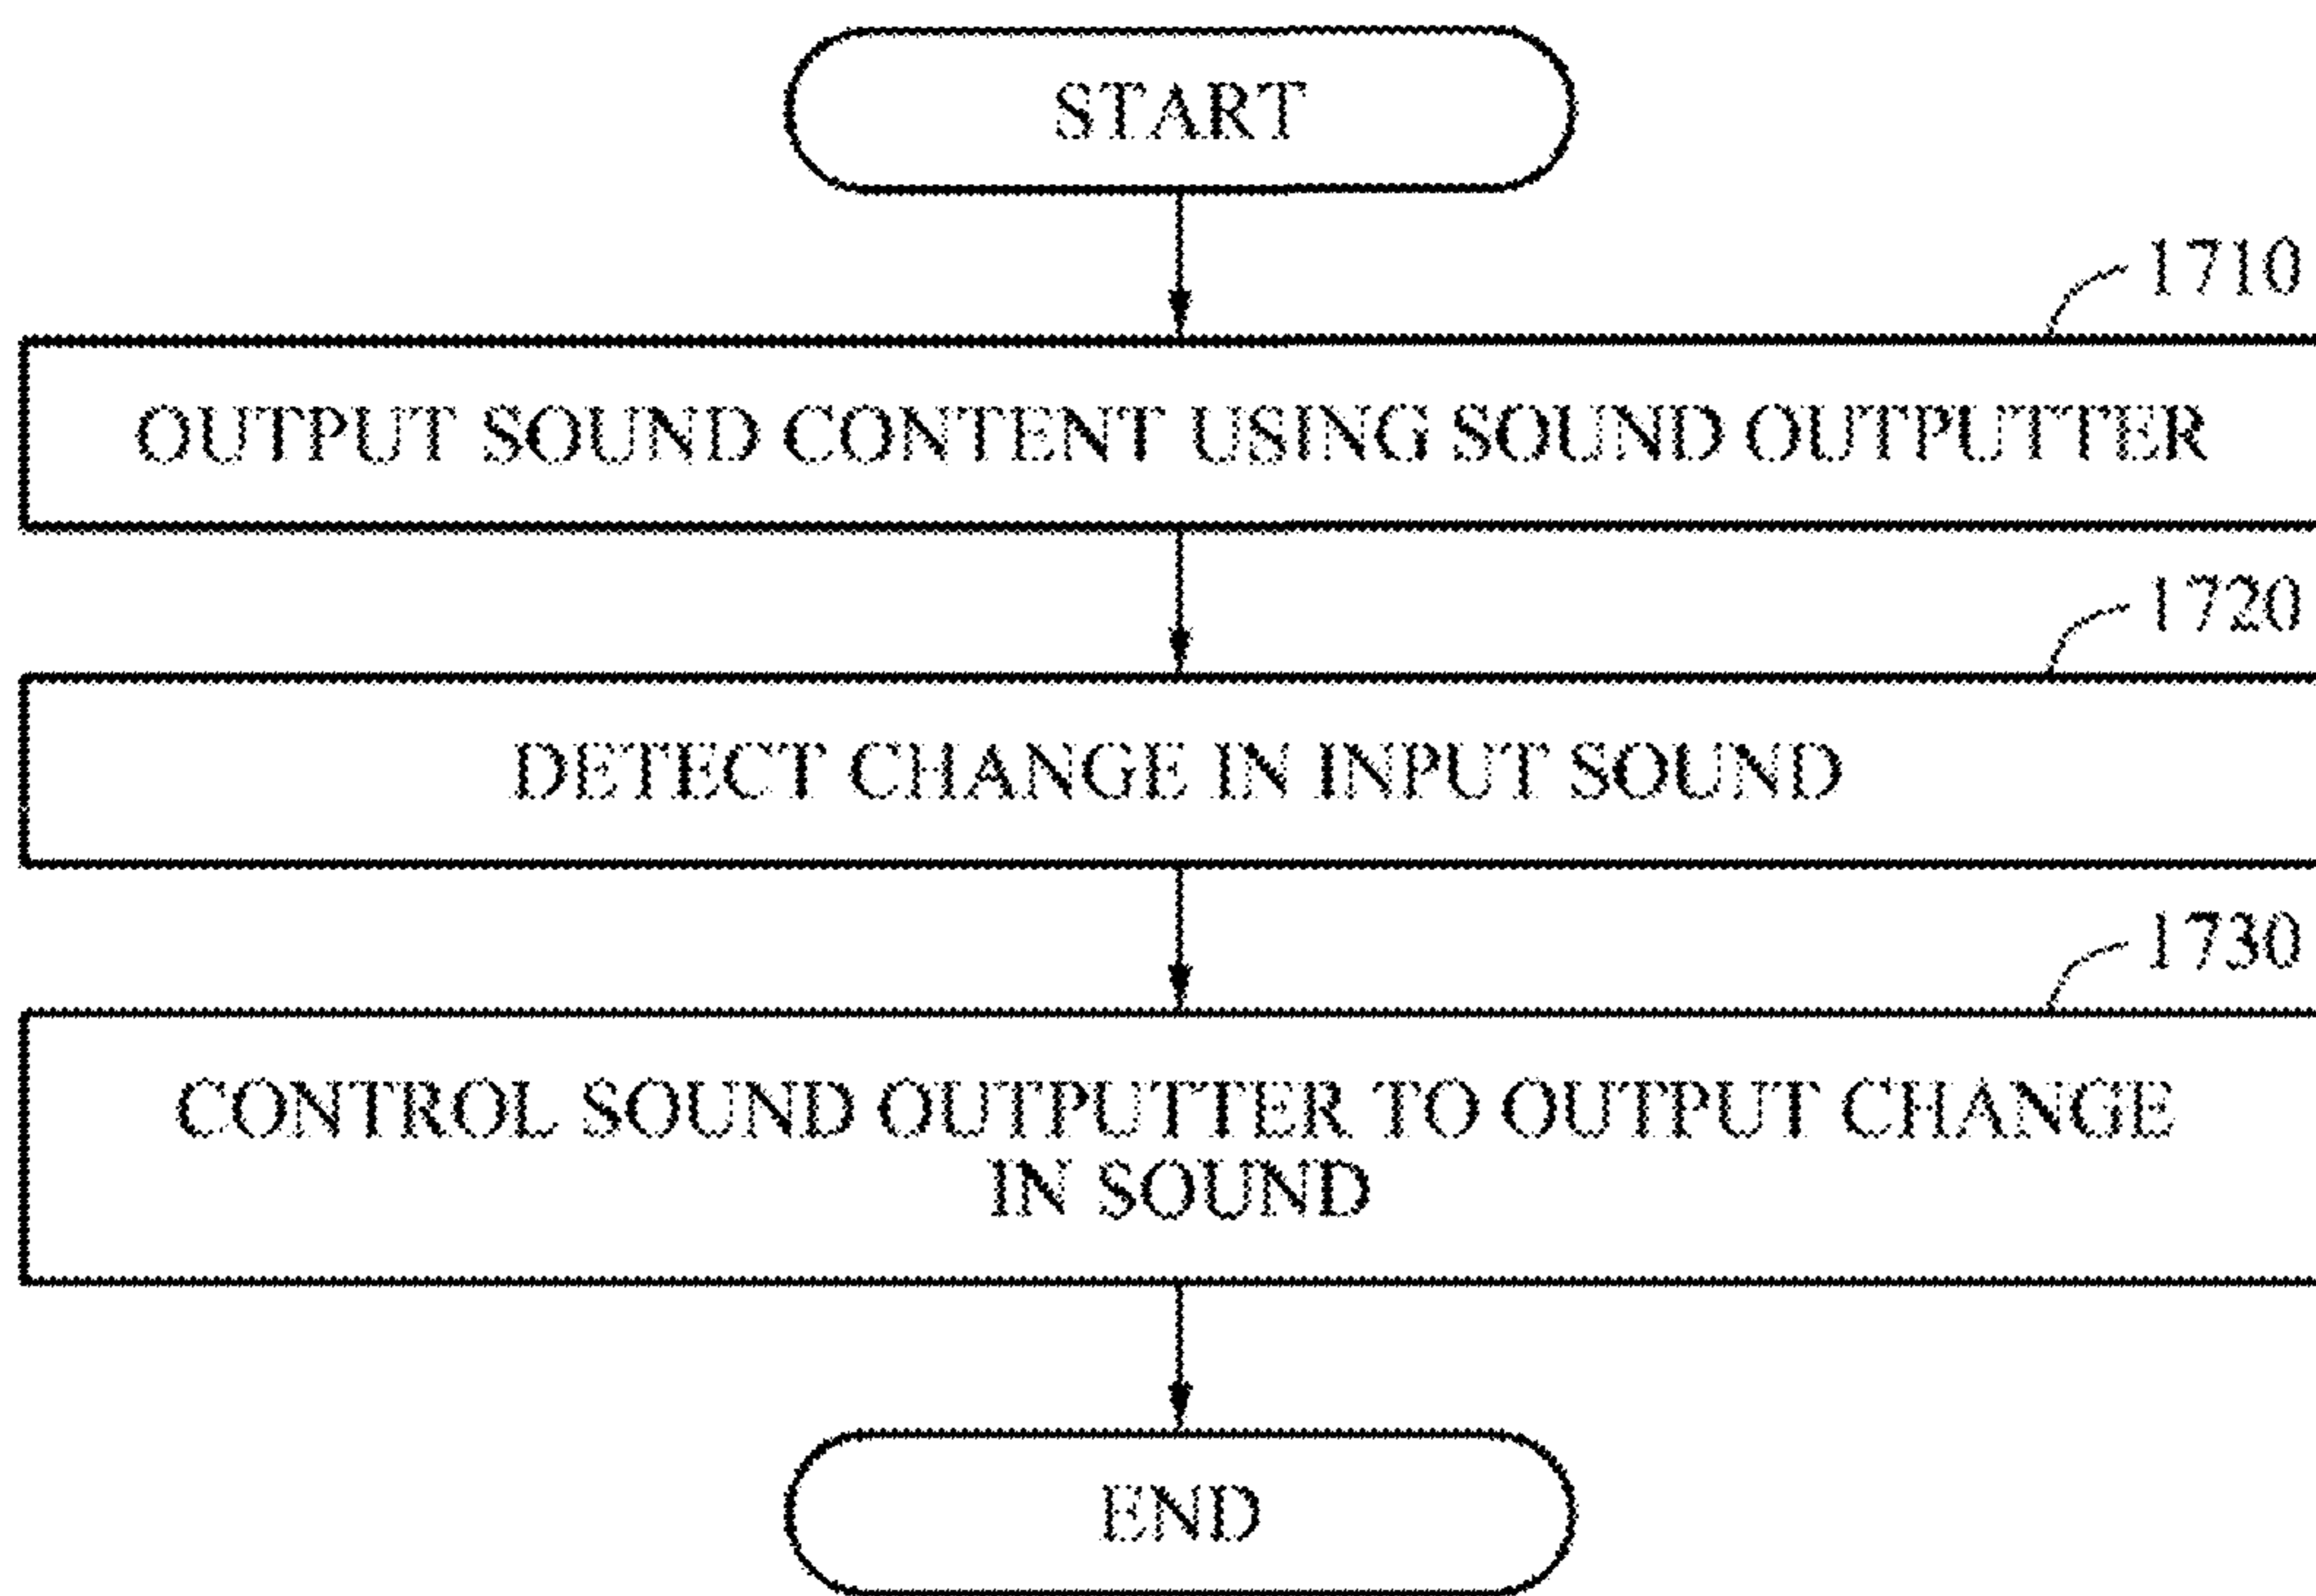 START
1710
OUTPUT SOUND CONTENT USING SOUND OUTPUTTER
1720
DETECT CHANGE IN INPUT SOUND
1730
CONTROL SOUND OUTPUTTER TO OUTPUT CHANGE
IN SOUND
END